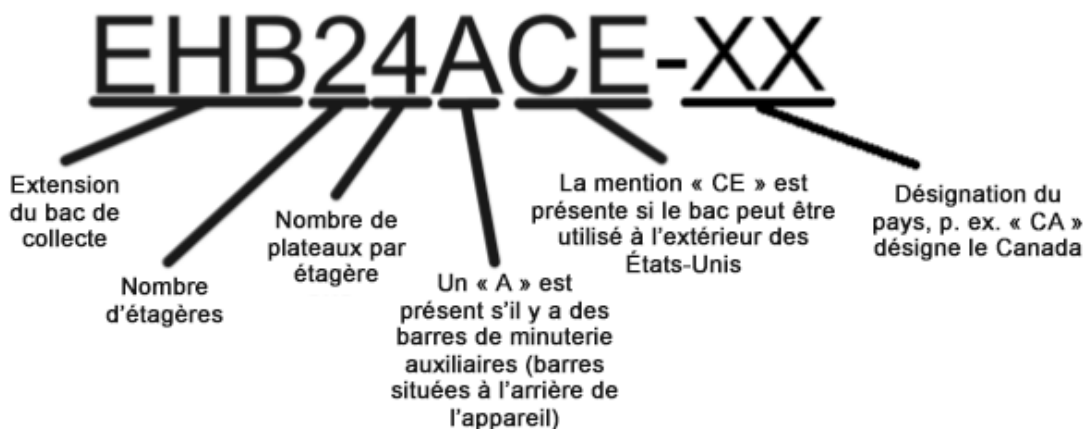 EHB24ACE-XX
Extension
du bac de
collecte
Nombre
d'étagères
Nombre de
plateaux par
étagère
Un « A » est
présent s'il y a des
barres de minuterie
auxiliaires (barres
situées à l'arrière de
l'appareil)
La mention « CE » est
présente si le bac peut être
utilisé à l'extérieur des
États-Unis
Désignation du
pays, p. ex. « CA »
désigne le Canada